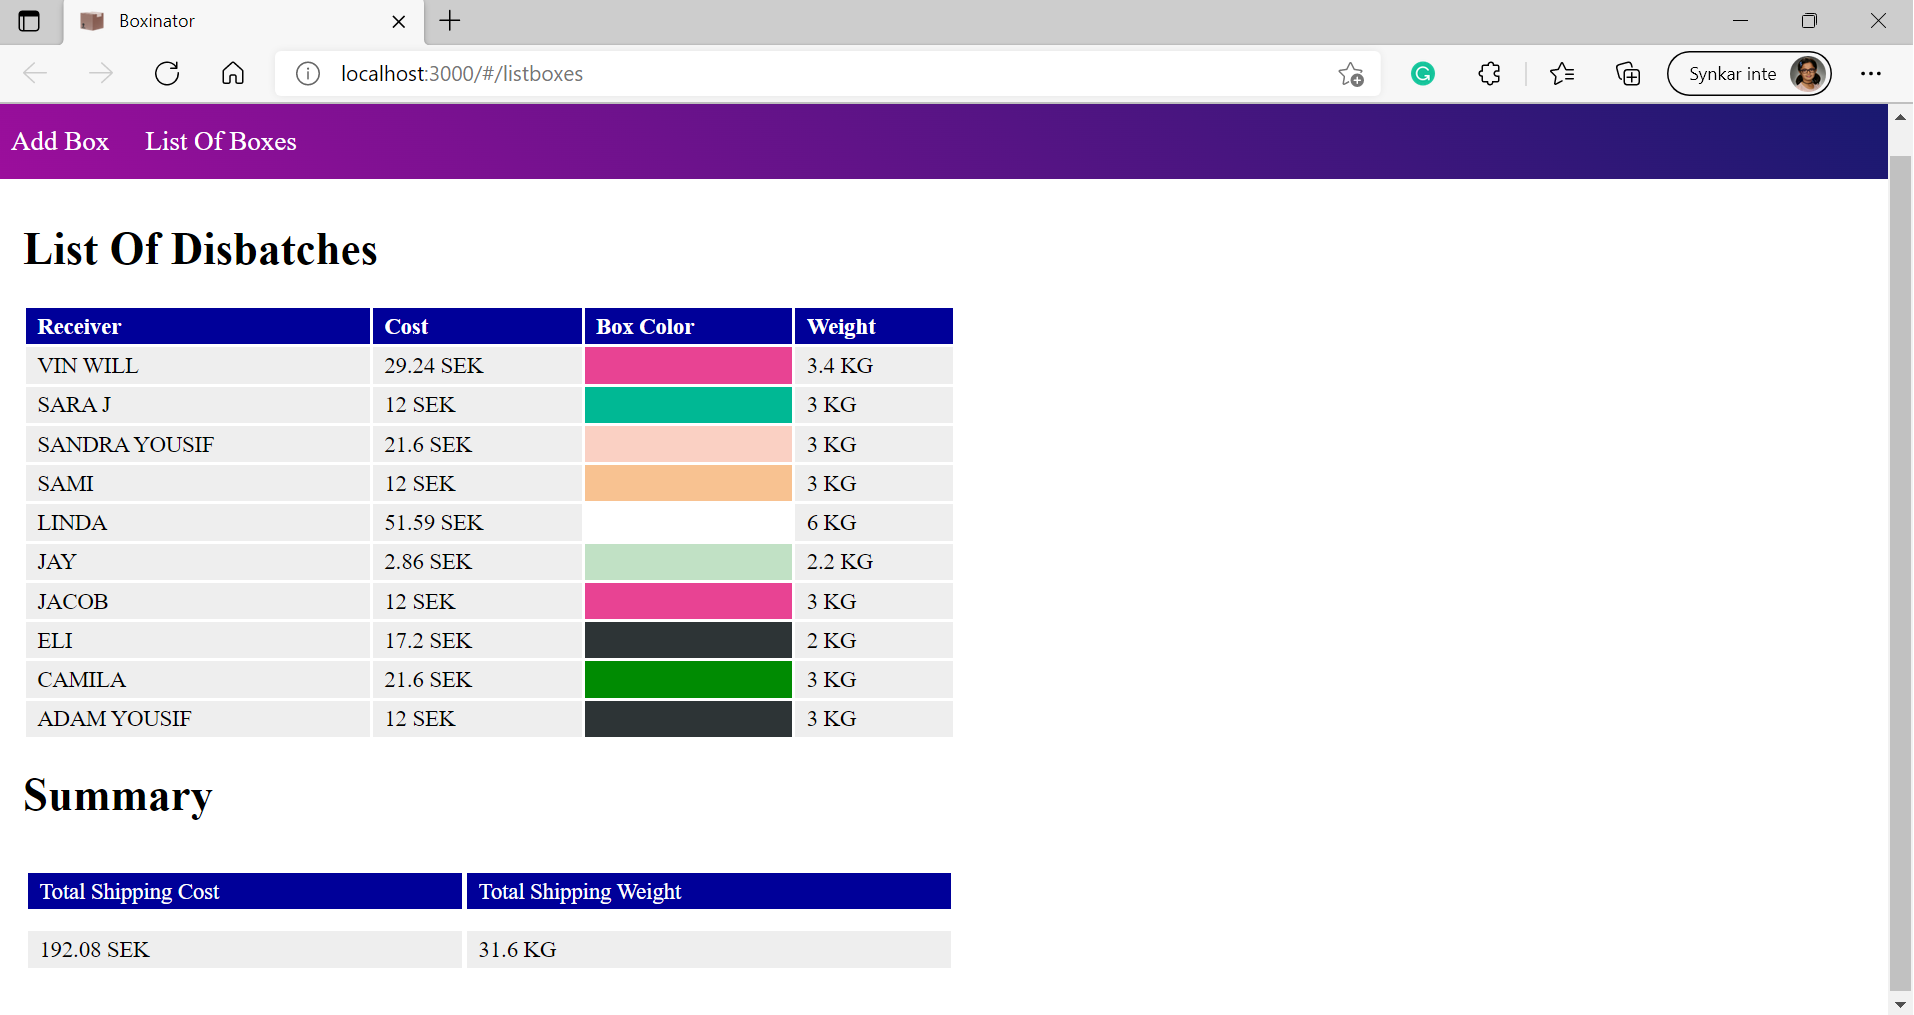 Boxinator
localhost:3000/#/listboxes
Synkar inte
Add Box List Of Boxes
List Of Disbatches
Receiver Cost Box Color Weight
VIN WILL 29.24 SEK 3.4 KG
SARA J 12 SEK 3 KG
SANDRA YOUSIF 21.6 SEK 3 KG
SAMI 12 SEK 3 KG
LINDA 51.59 SEK 6 KG
JAY 2.86 SEK 2.2 KG
JACOB 12 SEK 3 KG
ELI 17.2 SEK 2 KG
CAMILA 21.6 SEK 3 KG
ADAM YOUSIF 12 SEK 3 KG
Summary
Total Shipping Cost Total Shipping Weight
192.08 SEK 31.6 KG